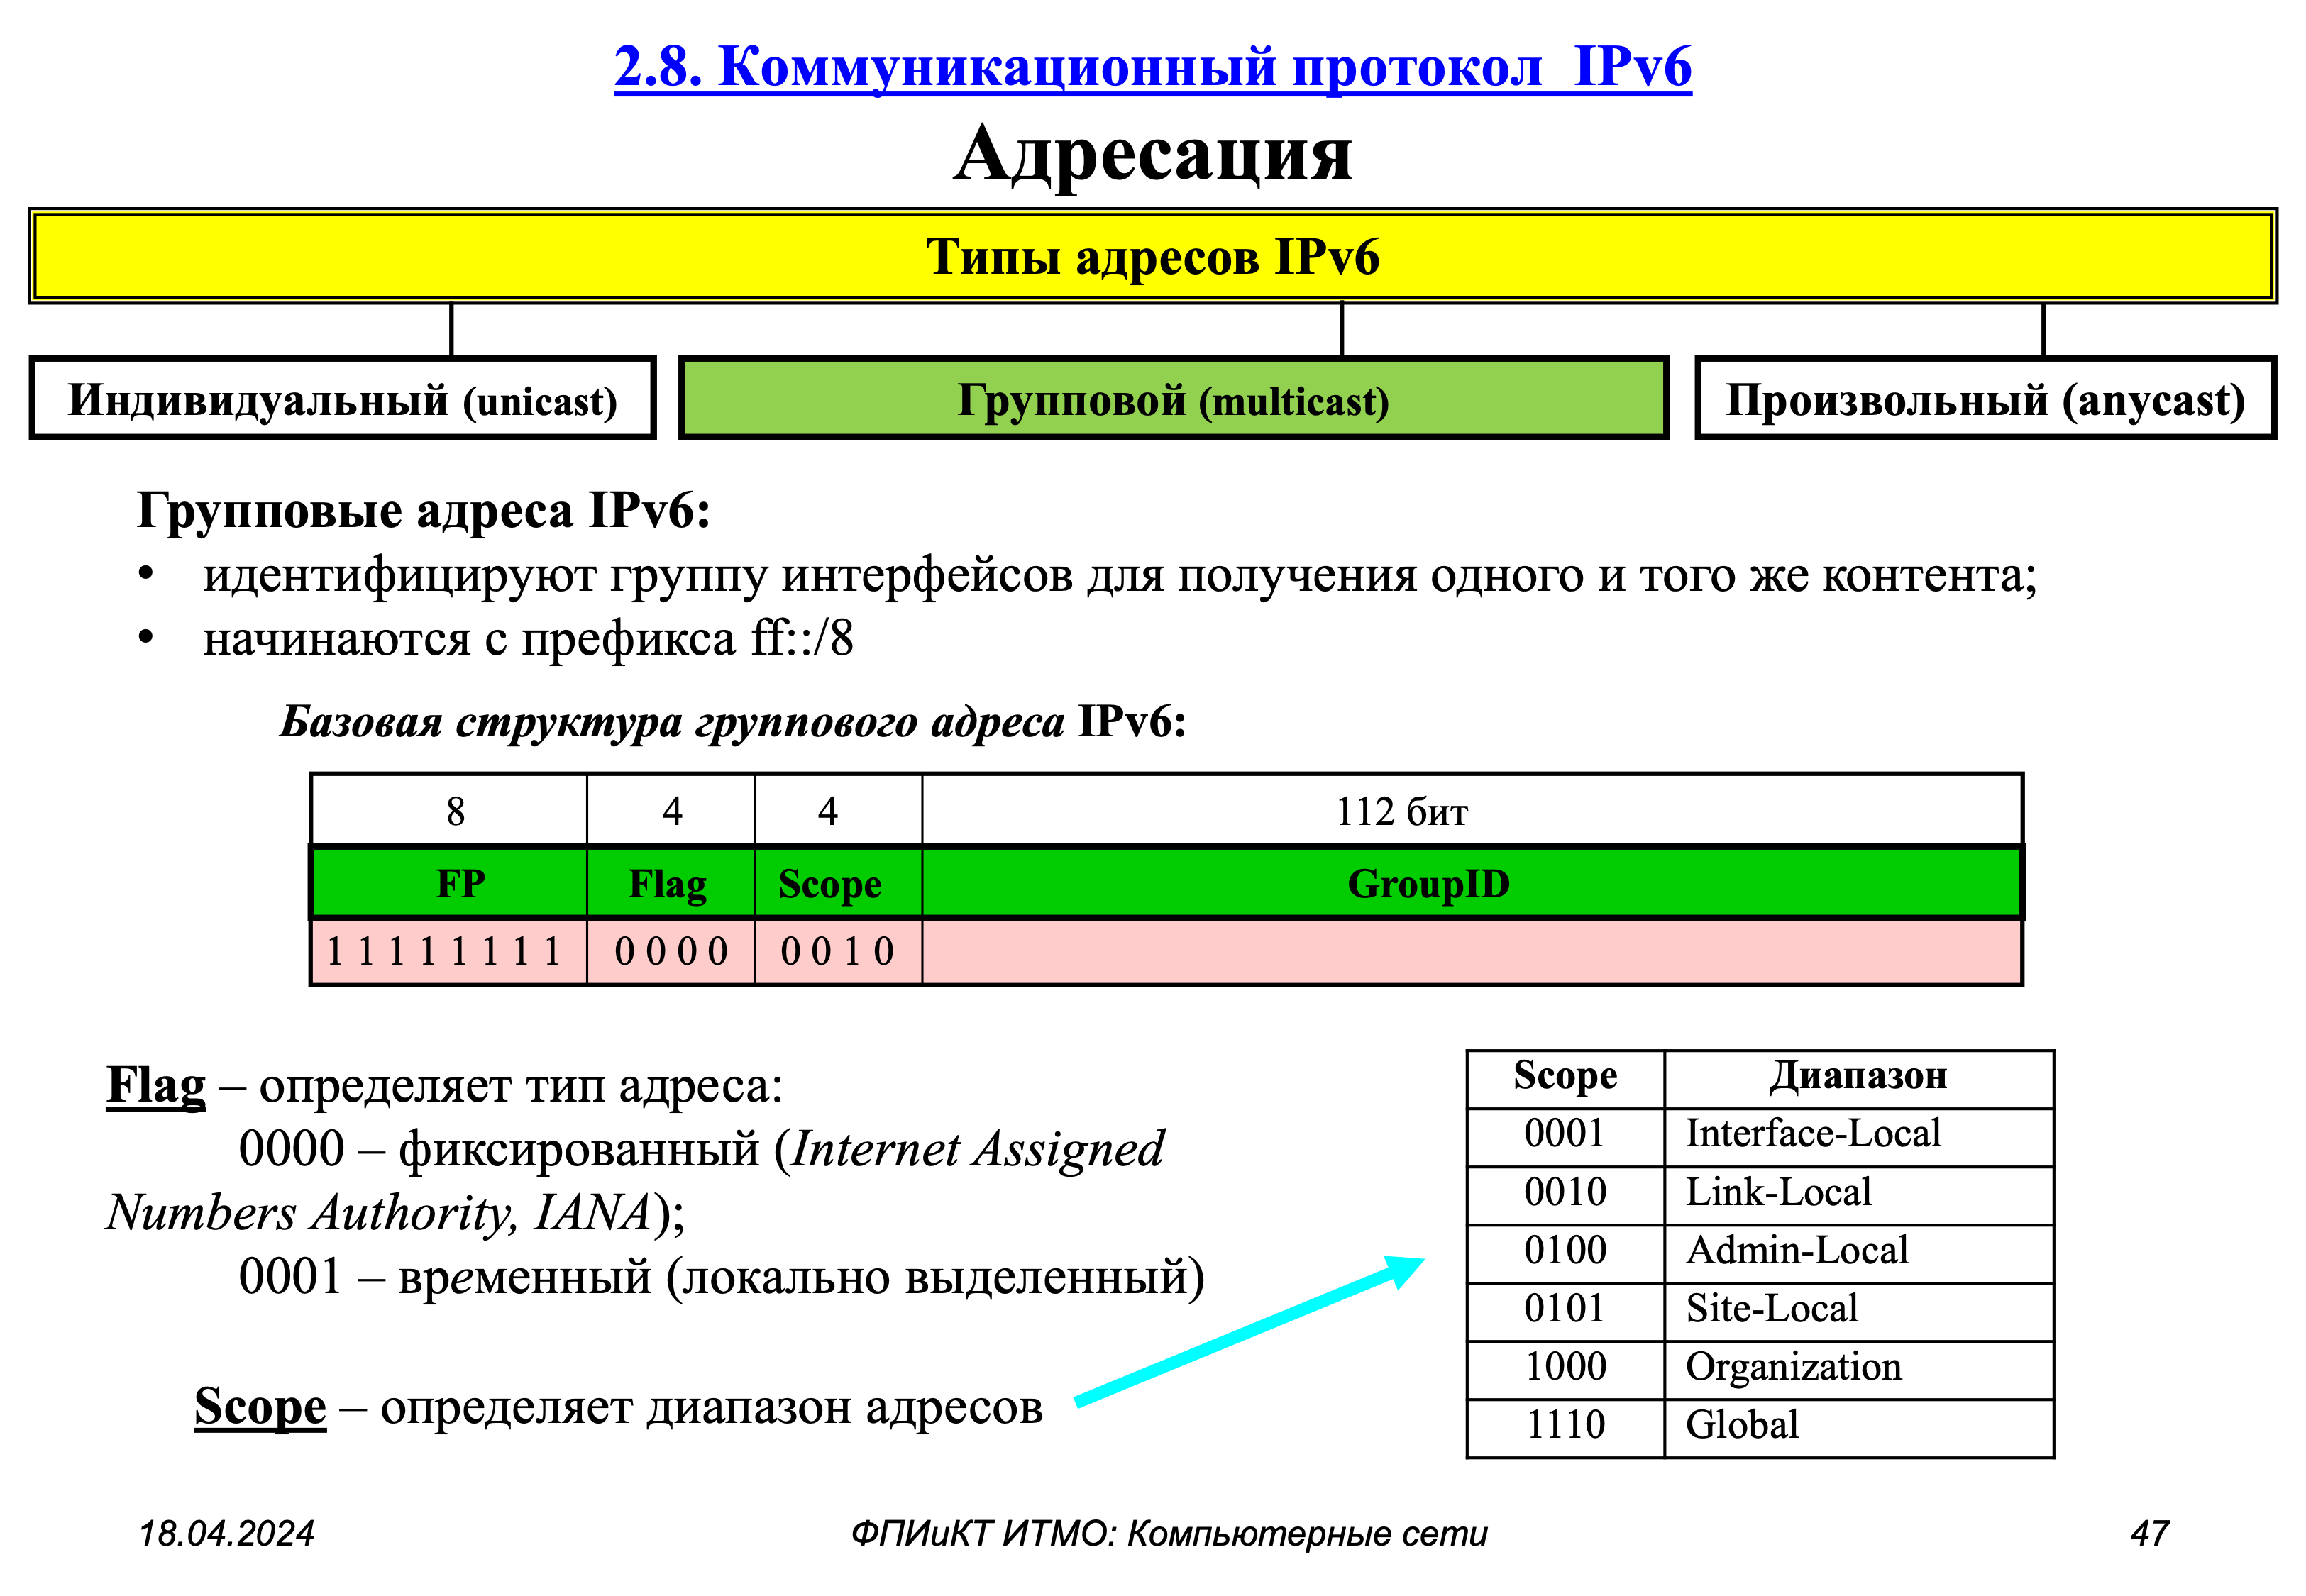 2.8. Коммуникационный протокол IPv6
Адресация
Типы адресов IPv6
Индивидуальный (unicast)
Групповой (multicast)
Произвольный (anycast)
Групповые адреса IPv6:
• идентифицируют группу интерфейсов для получения одного и того же контента;
• начинаются с префикса ff::/8
Базовая структура группового адреса IPv6:
8 4 4 112 бит
FP Flag Scope GroupID
1 1 1 1 1 1 1 1 0 0 0 0 0 0 1 0
Flag – определяет тип адреса:
0000 – фиксированный (Internet Assigned
Numbers Authority, IANA);
0001 – временный (локально выделенный)
Scope – определяет диапазон адресов
Scope Диапазон
0001 Interface-Local
0010 Link-Local
0100 Admin-Local
0101 Site-Local
1000 Organization
1110 Global
18.04.2024
ФПИиКТ ИТМО: Компьютерные сети
47